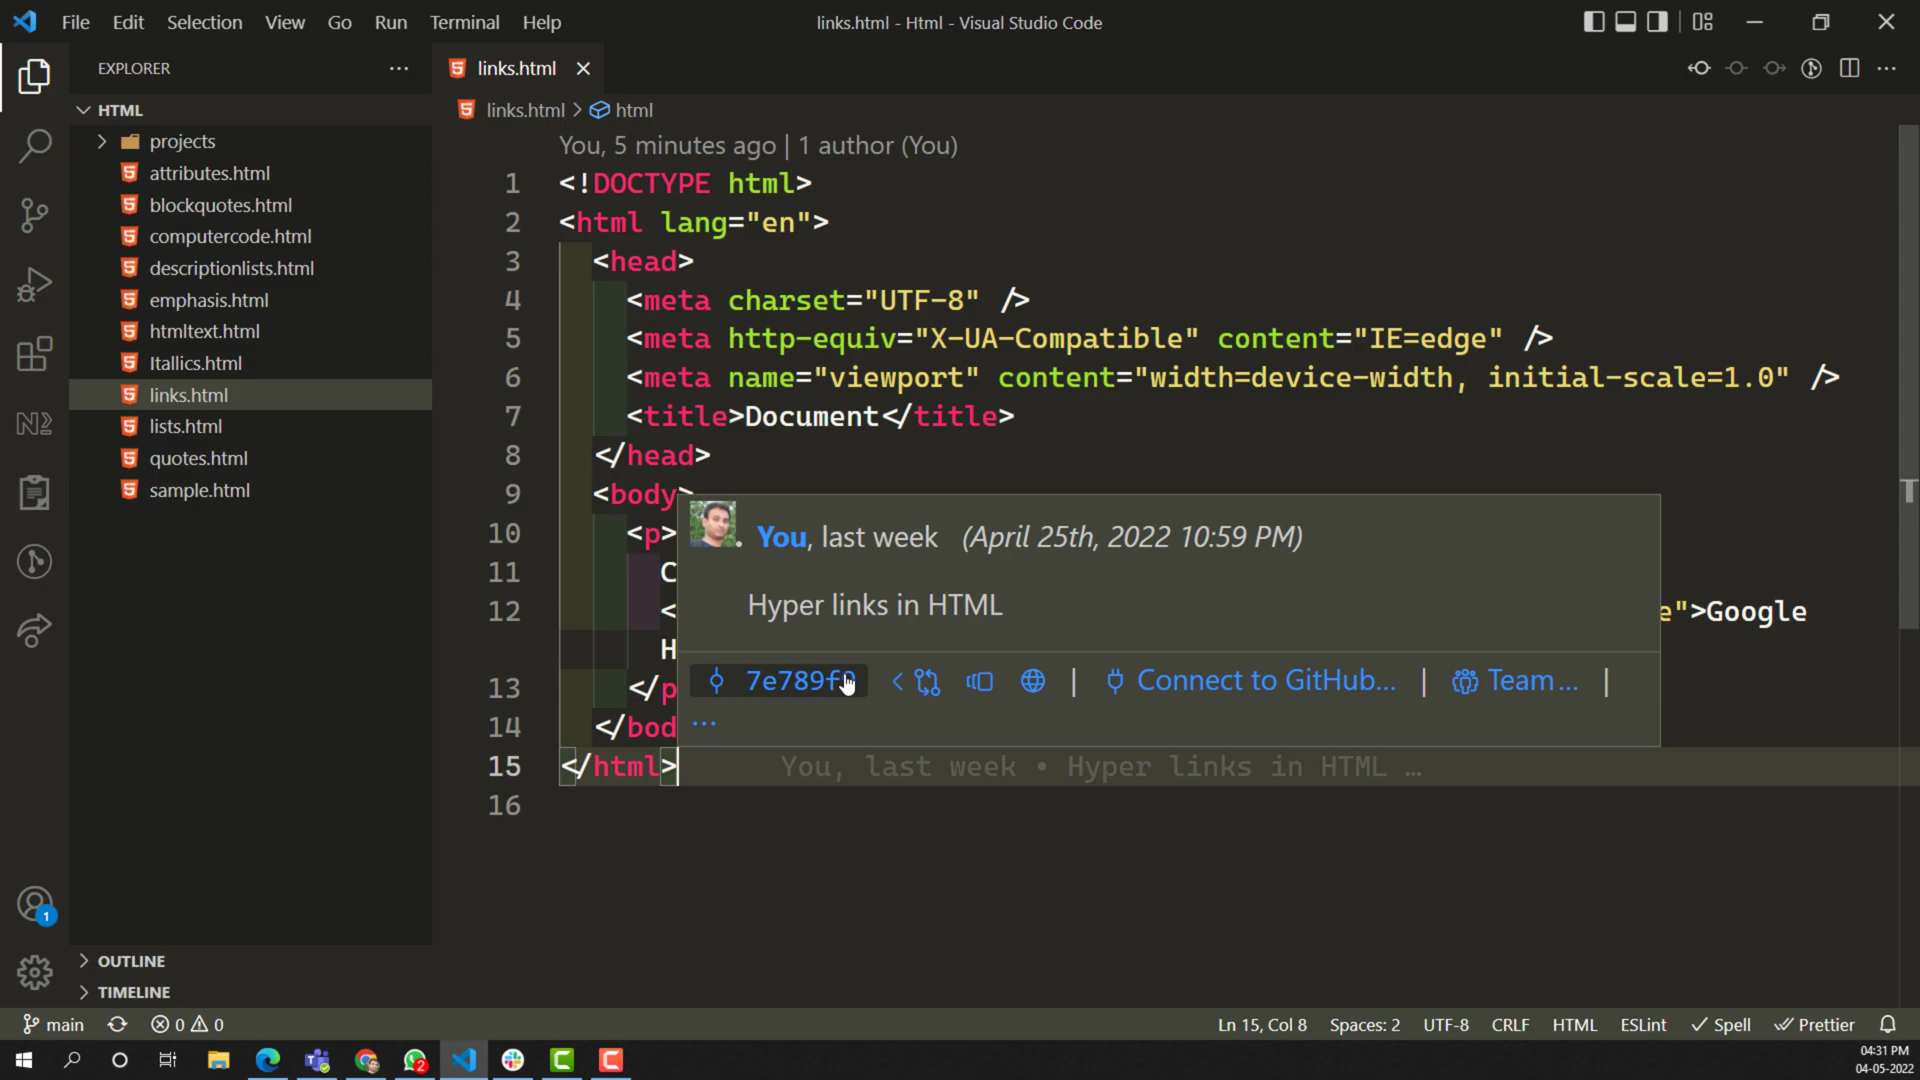 File Edit Selection View Go Run Terminal Help
links.html - Html - Visual Studio Code
EXPLORER
links.html
HTML
projects
attributes.html
blockquotes.html
computercode.html
descriptionlists.html
emphasis.html
htmltext.html
Itallics.html
links.html
lists.html
quotes.html
sample.html
OUTLINE
TIMELINE
links.html > html
You, 5 minutes ago | 1 author (You)
1 <!DOCTYPE html>
2 <html lang="en">
3 <head>
4 <meta charset="UTF-8" />
5 <meta http-equiv="X-UA-Compatible" content="IE=edge" />
6 <meta name="viewport" content="width=device-width, initial-scale=1.0" />
7 <title>Document</title>
8 </head>
9 <body>
10 <p>
11 C
12 < e">Google
H
13 </p
14 </bod
15 </html> You, last week • Hyper links in HTML …
16
You, last week (April 25th, 2022 10:59 PM)
Hyper links in HTML
7e789f | Connect to GitHub... | Team... |
...
1
main 0 0
Ln 15, Col 8 Spaces: 2 UTF-8 CRLF HTML ESLint Spell Prettier
2
04:31 PM
04-05-2022